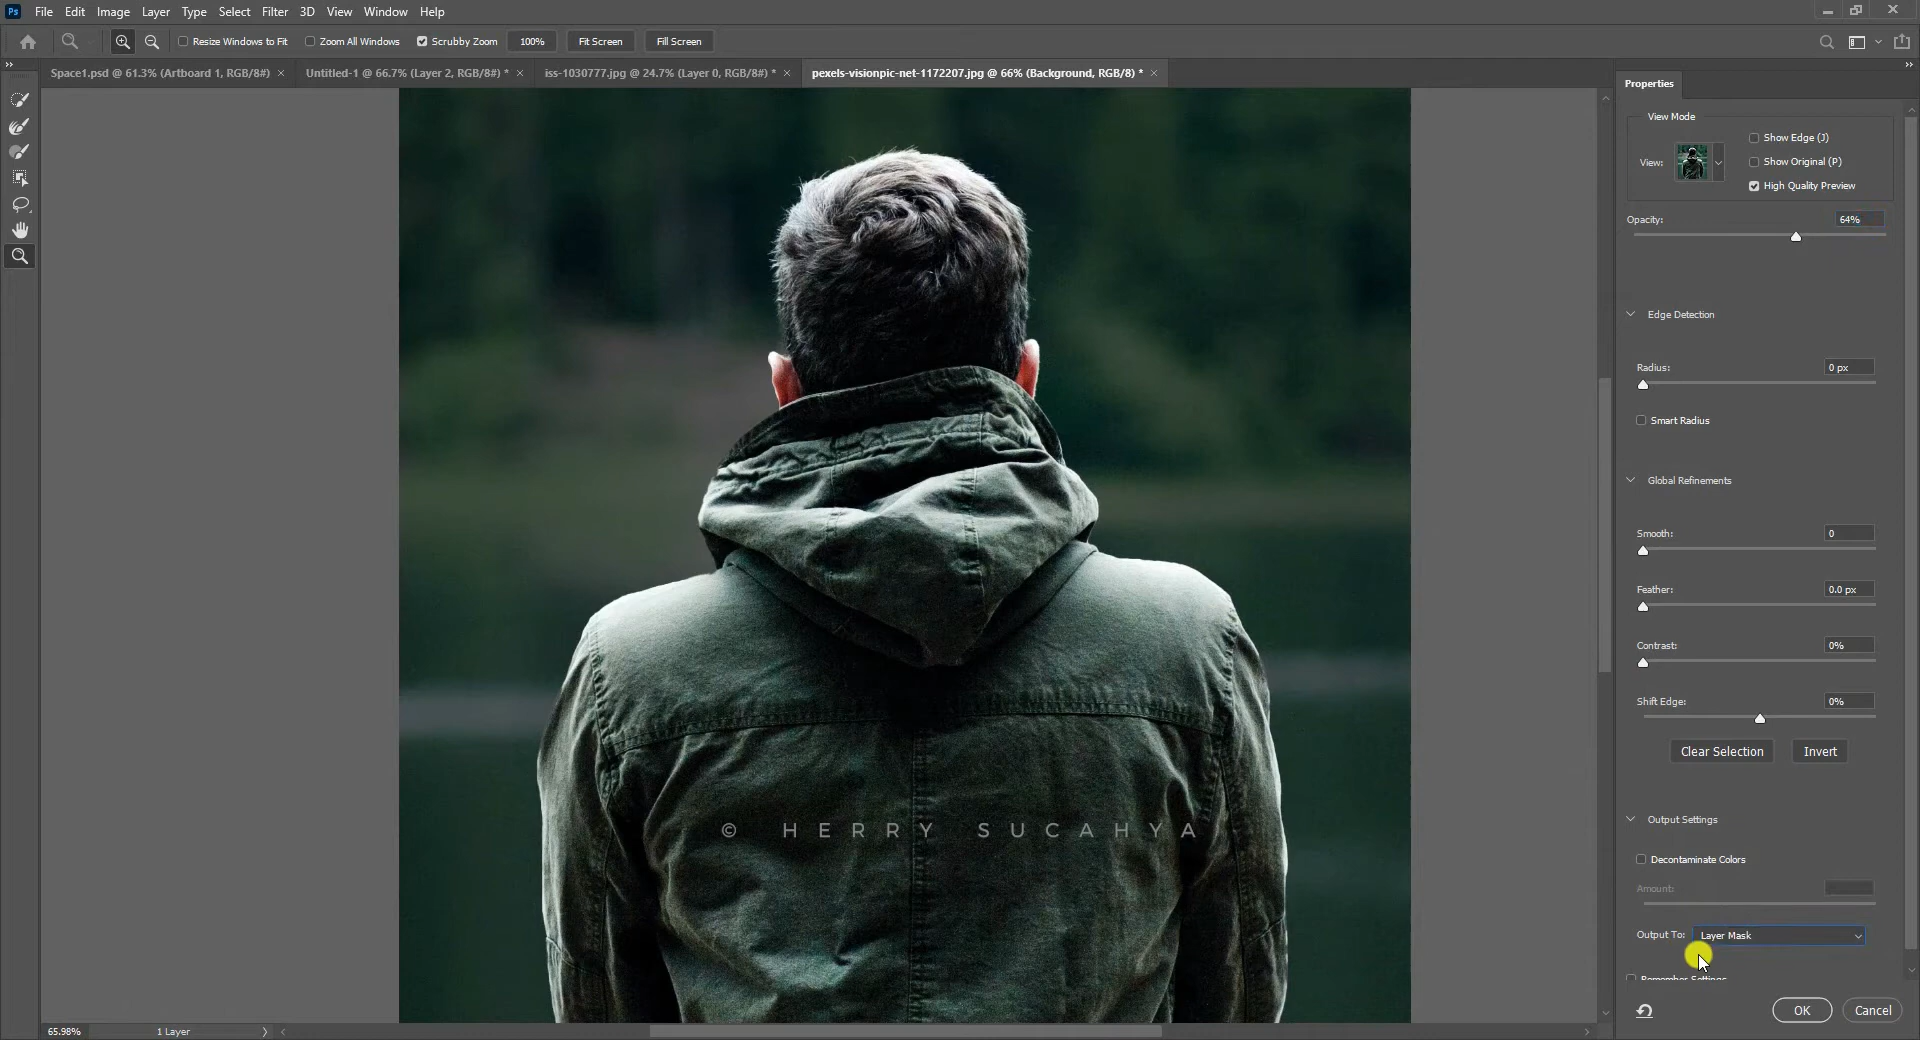 Ps File Edit Image Layer Type Select Filter 3D View Window Help
Resize Windows to Fit Zoom All Windows Scrubby Zoom 100% Fit Screen Fill Screen
Space1.psd @ 61.3% (Artboard 1, RGB/8#) Untitled-1 @ 66.7% (Layer 2, RGB/8#) * iss-1030777.jpg @ 24.7% (Layer 0, RGB/8#) * pexels-visionpic-net-1172207.jpg @ 66% (Background, RGB/8) *
Properties
View Mode
Show Edge (J)
View:
Show Original (P)
High Quality Preview
Opacity: 64%
Edge Detection
Radius: 0 px
Smart Radius
Global Refinements
Smooth: 0
Feather: 0.0 px
Contrast: 0%
Shift Edge: 0%
Clear Selection Invert
Output Settings
Decontaminate Colors
Amount:
Output To: Layer Mask
Remember Settings
OK Cancel
© HERRY SUCAHYA
65.98% 1 Layer